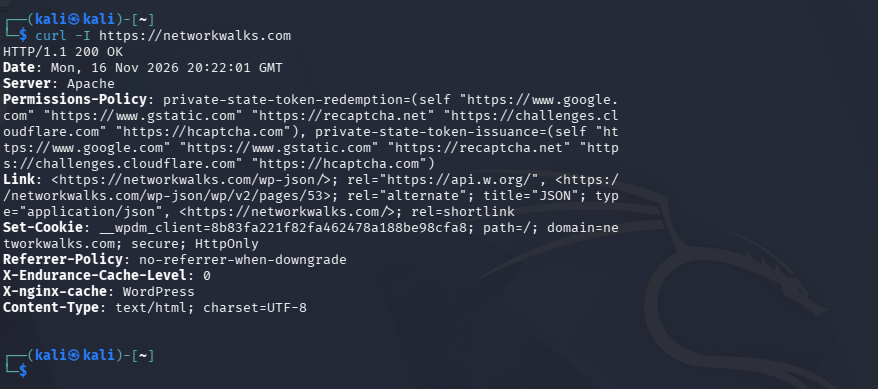 ┌──(kali㉿kali)-[~]
└─$ curl -I https://networkwalks.com
HTTP/1.1 200 OK
Date: Mon, 16 Nov 2026 20:22:01 GMT
Server: Apache
Permissions-Policy: private-state-token-redemption=(self "https://www.google.
com" "https://www.gstatic.com" "https://recaptcha.net" "https://challenges.cl
oudflare.com" "https://hcaptcha.com"), private-state-token-issuance=(self "ht
tps://www.google.com" "https://www.gstatic.com" "https://recaptcha.net" "http
s://challenges.cloudflare.com" "https://hcaptcha.com")
Link: <https://networkwalks.com/wp-json/>; rel="https://api.w.org/", <https:/
/networkwalks.com/wp-json/wp/v2/pages/53>; rel="alternate"; title="JSON"; typ
e="application/json", <https://networkwalks.com/>; rel=shortlink
Set-Cookie: __wpdm_client=8b83fa221f82fa462478a188be98cfa8; path=/; domain=ne
tworkwalks.com; secure; HttpOnly
Referrer-Policy: no-referrer-when-downgrade
X-Endurance-Cache-Level: 0
X-nginx-cache: WordPress
Content-Type: text/html; charset=UTF-8
┌──(kali㉿kali)-[~]
└─$